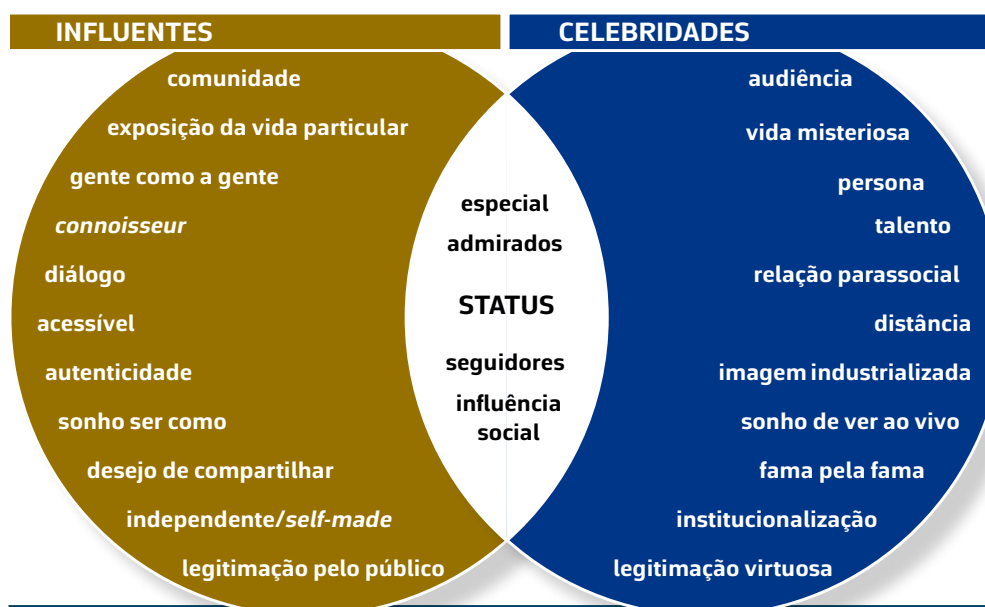 INFLUENTES
comunidade
exposição da vida particular
gente como a gente
connoisseur
diálogo
acessível
autenticidade
sonho ser como
desejo de compartilhar
independente/self-made
legitimação pelo público
especial
admirados
STATUS
seguidores
influência
social
CELEBRIDADES
audiência
vida misteriosa
persona
talento
relação parassocial
distância
imagem industrializada
sonho de ver ao vivo
fama pela fama
institucionalização
legitimação virtuosa